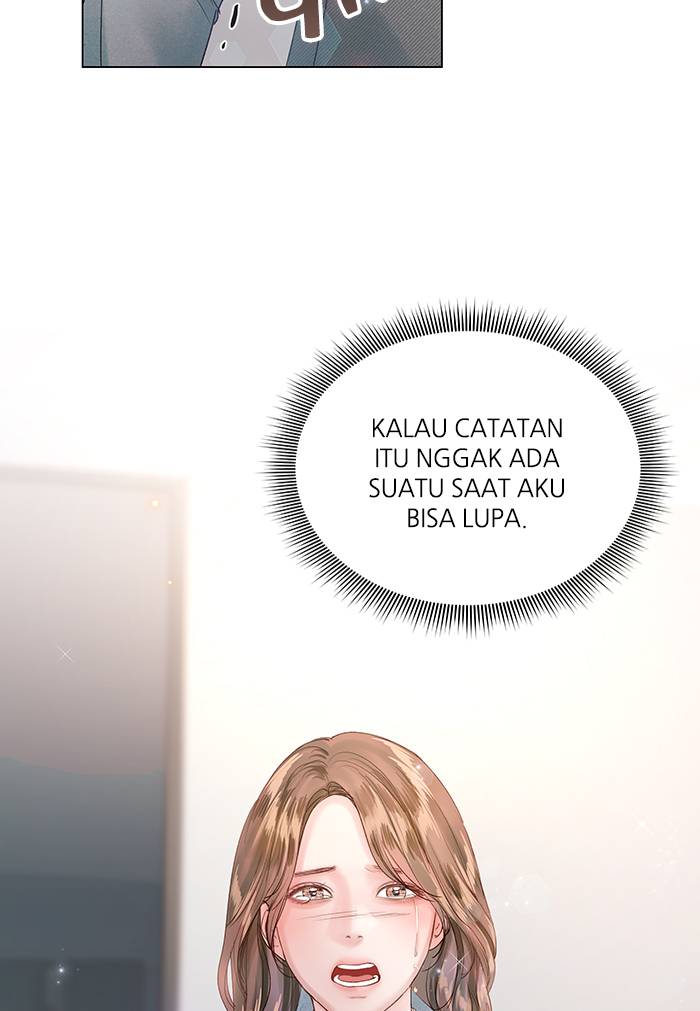 KALAU CATATAN
ITU NGGAK ADA
SUATU SAAT AKU
BISA LUPA.